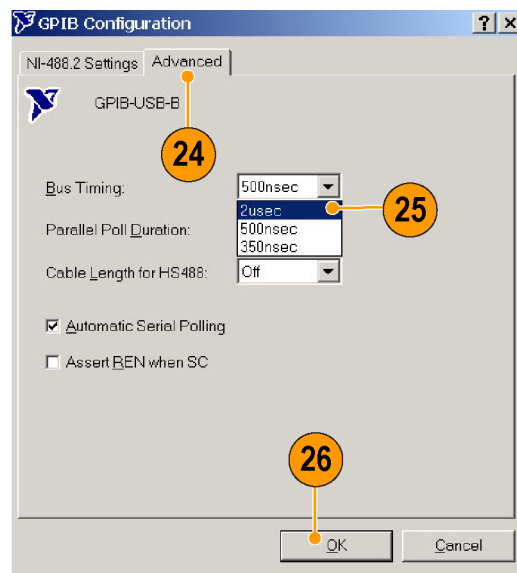 GPIB Configuration
NI-488.2 Settings Advanced
GPIB-USB-B
24
Bus Timing: 500nsec
2usec
25
Parallel Poll Duration: 500nsec
350nsec
Cable Length for HS488: Off
Automatic Serial Polling
Assert REN when SC
26
OK Cancel